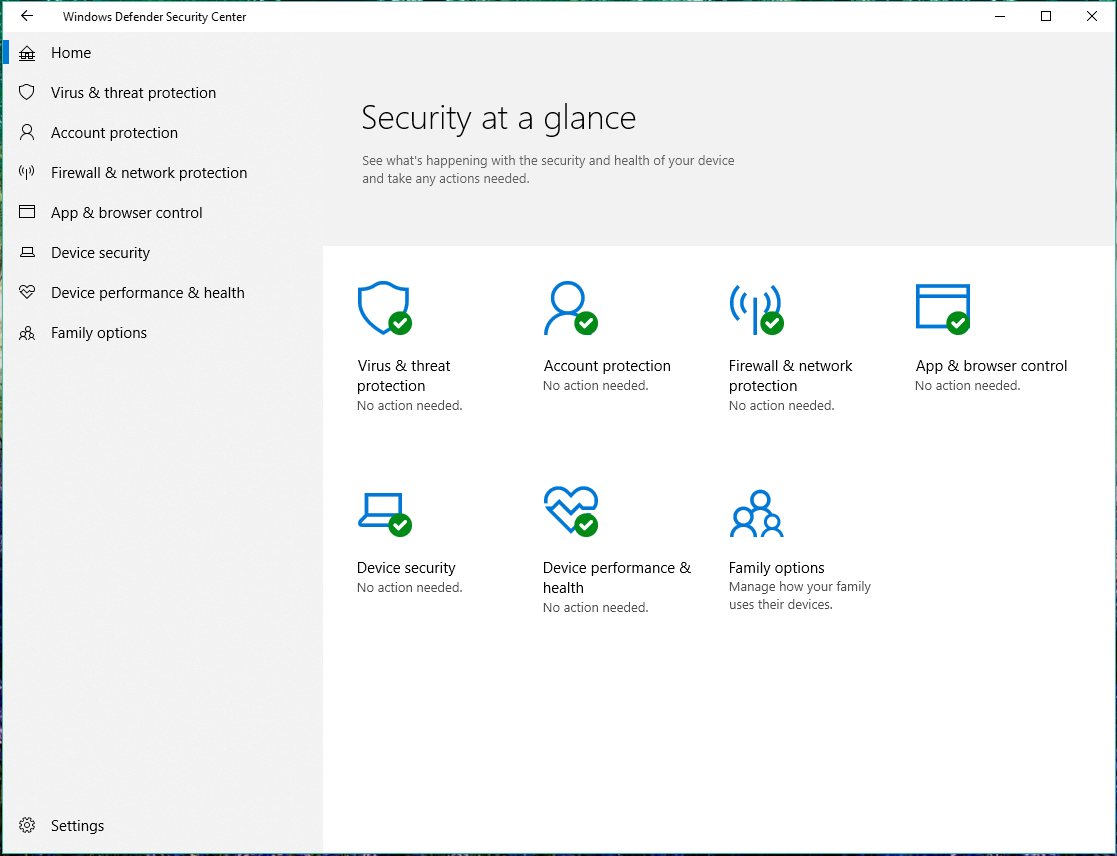 Windows Defender Security Center
Home
Virus & threat protection
Account protection
Firewall & network protection
App & browser control
Device security
Device performance & health
Family options
Settings
Security at a glance
See what's happening with the security and health of your device
and take any actions needed.
Virus & threat
protection
No action needed.
Account protection
No action needed.
Firewall & network
protection
No action needed.
App & browser control
No action needed.
Device security
No action needed.
Device performance &
health
No action needed.
Family options
Manage how your family
uses their devices.